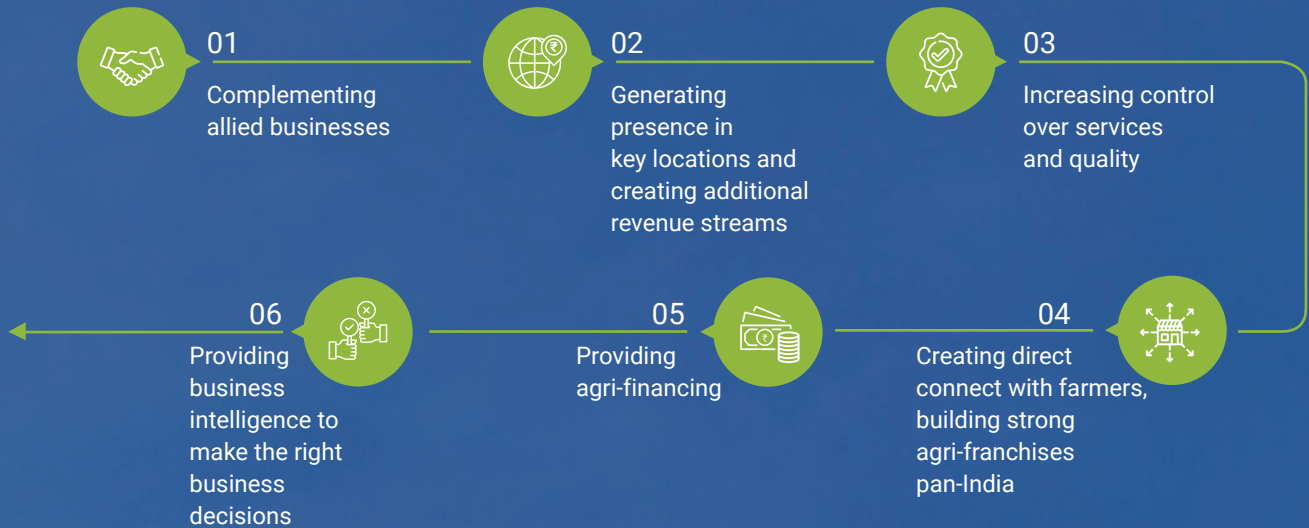 01
Complementing
allied businesses
02
Generating
presence in
key locations and
creating additional
revenue streams
03
Increasing control
over services
and quality
04
Creating direct
connect with farmers,
building strong
agri-franchises
pan-India
05
Providing
agri-financing
06
Providing
business
intelligence to
make the right
business
decisions